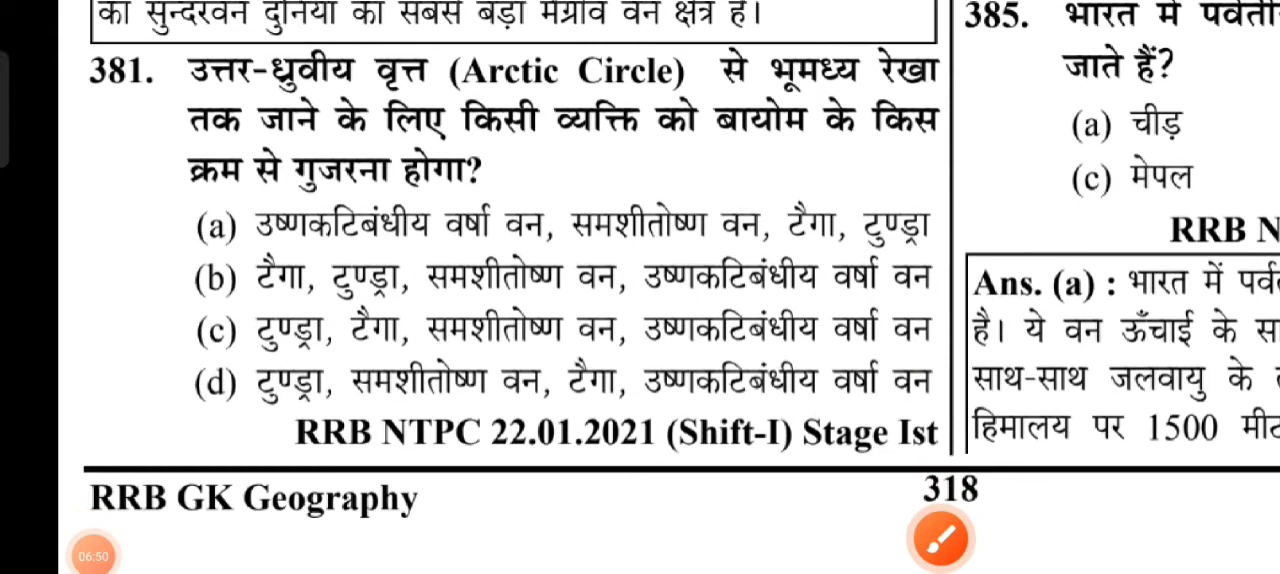 का सुन्दरवन दुनिया का सबसे बड़ा मैंग्रोव वन क्षेत्र है।
381. उत्तर-ध्रुवीय वृत्त (Arctic Circle) से भूमध्य रेखा
तक जाने के लिए किसी व्यक्ति को बायोम के किस
क्रम से गुजरना होगा?
(a) उष्णकटिबंधीय वर्षा वन, समशीतोष्ण वन, टैगा, टुण्ड्रा
(b) टैगा, टुण्ड्रा, समशीतोष्ण वन, उष्णकटिबंधीय वर्षा वन
(c) टुण्ड्रा, टैगा, समशीतोष्ण वन, उष्णकटिबंधीय वर्षा वन
(d) टुण्ड्रा, समशीतोष्ण वन, टैगा, उष्णकटिबंधीय वर्षा वन
RRB NTPC 22.01.2021 (Shift-I) Stage Ist
385. भारत में
जाते हैं?
(a) चीड़
(c) मेपल
RRB N
Ans. (a) : भारत में
है। ये वन ऊँचाई के
साथ-साथ जलवायु के
हिमालय पर 1500
RRB GK Geography
318
06:50